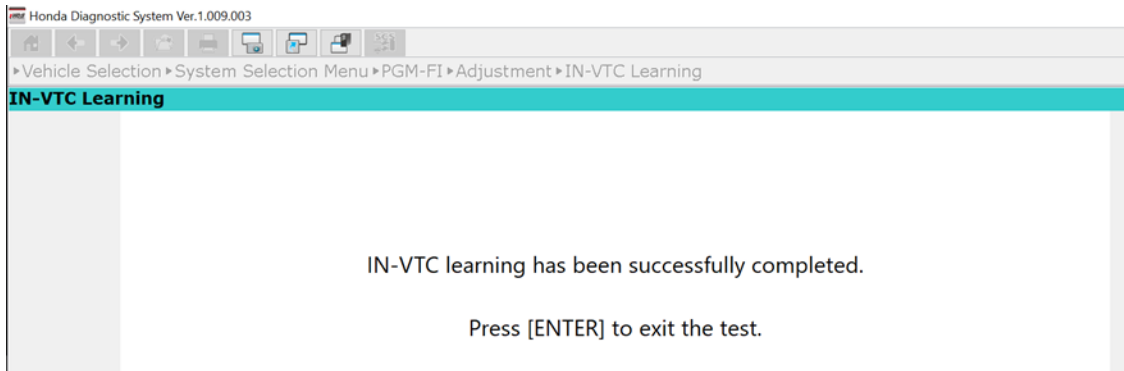 Honda Diagnostic System Ver.1.009.003
▸Vehicle Selection▸System Selection Menu▸PGM-FI▸Adjustment▸IN-VTC Learning
IN-VTC Learning
IN-VTC learning has been successfully completed.
Press [ENTER] to exit the test.